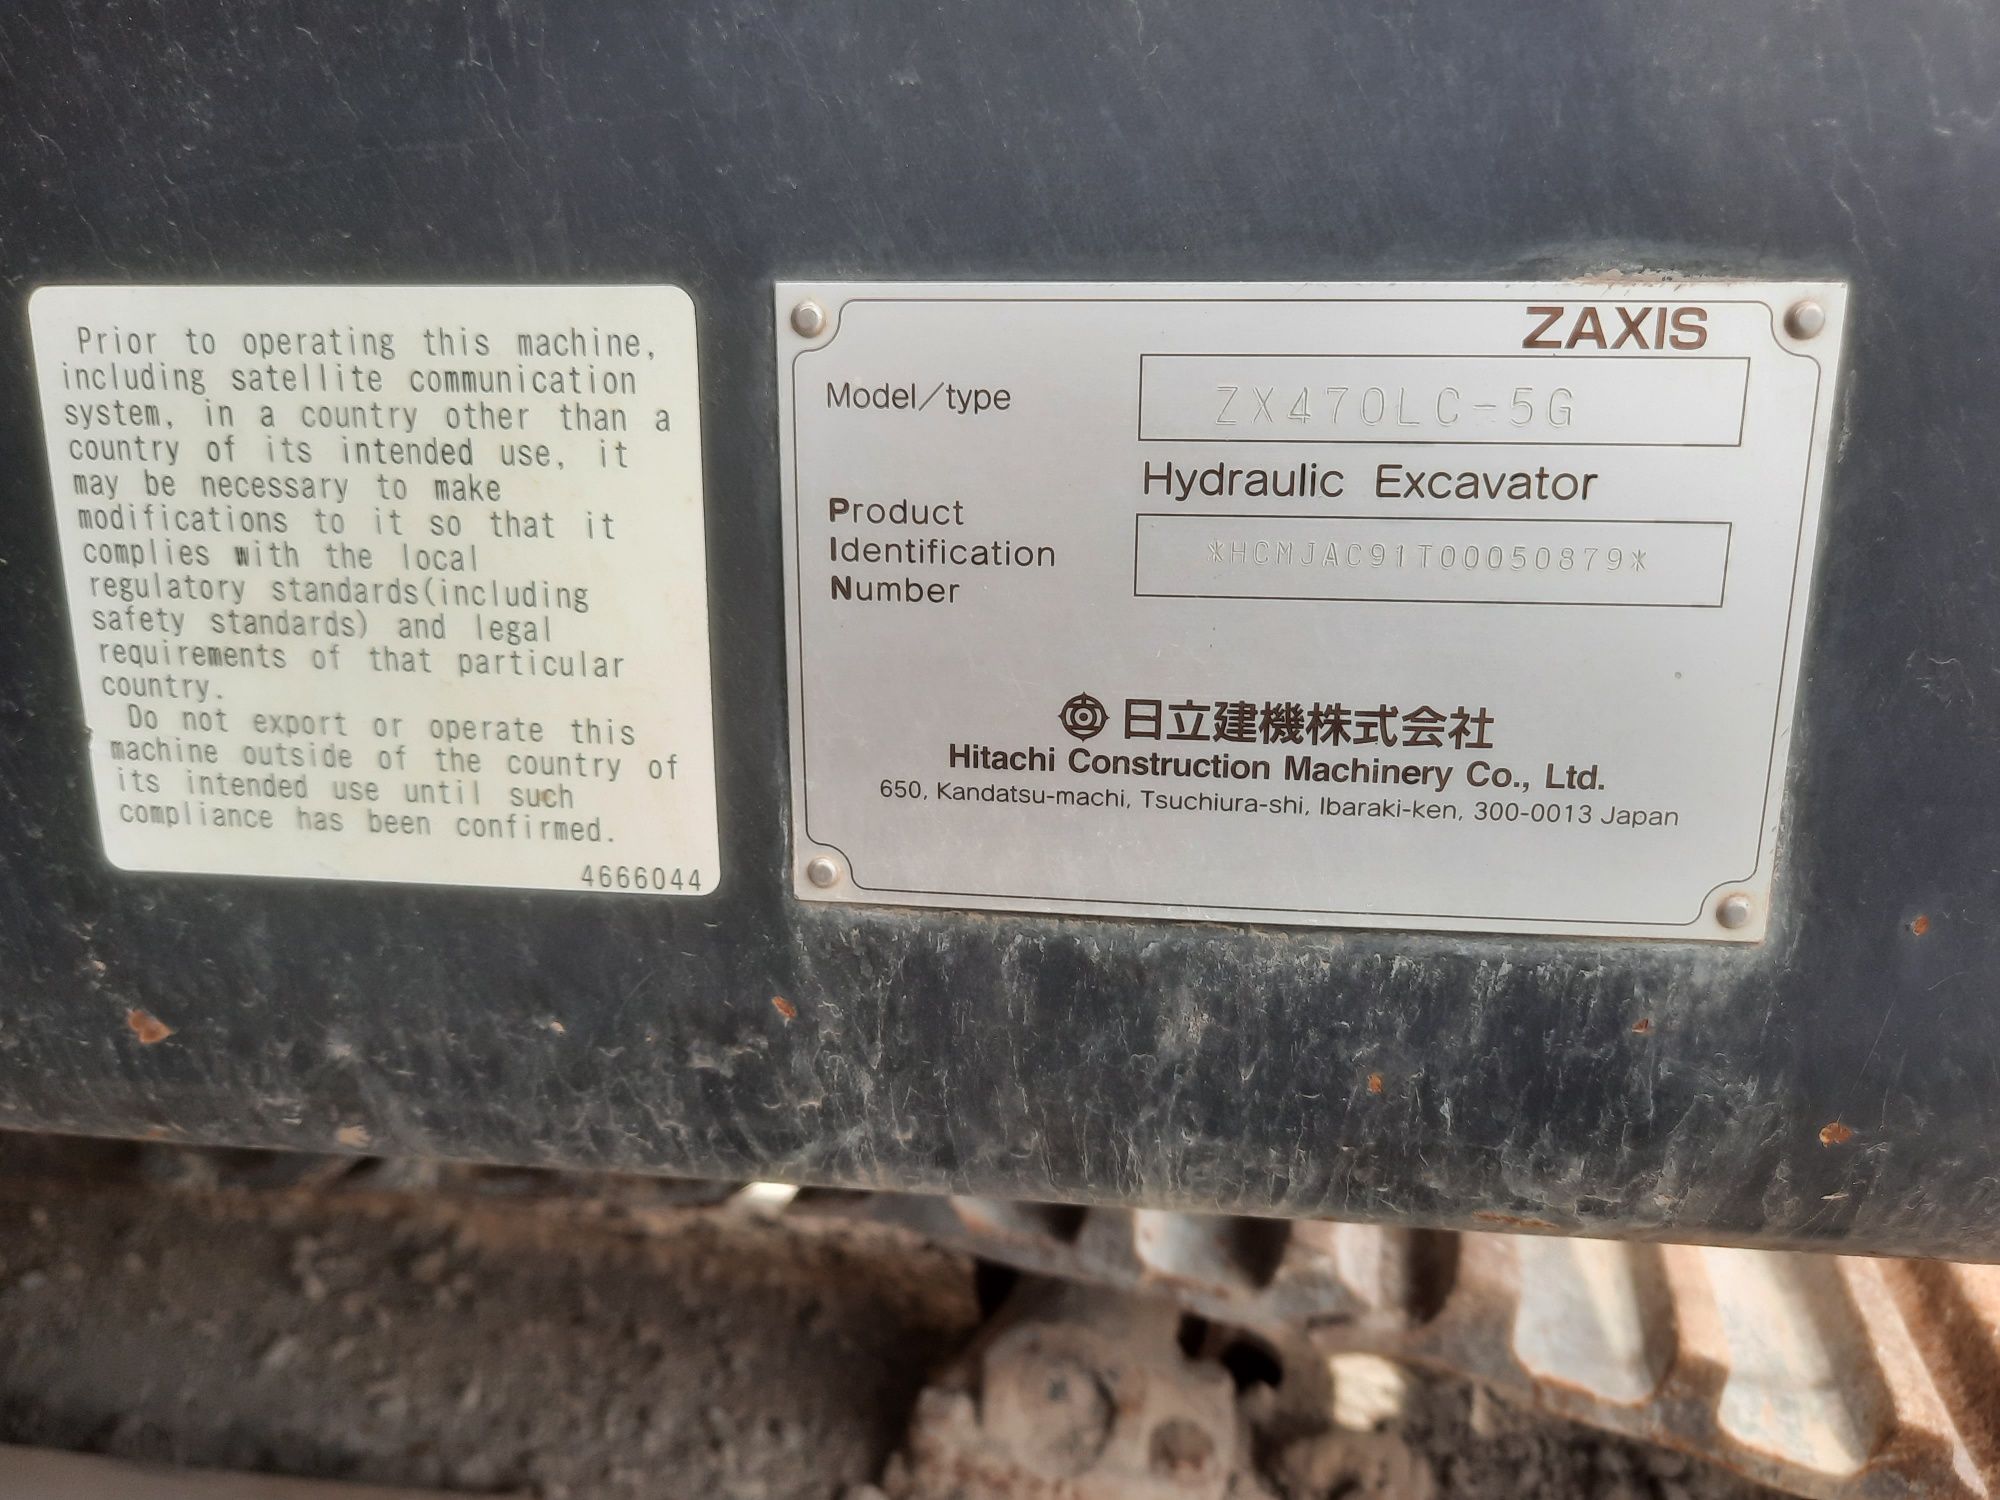 Prior to operating this machine,
including satellite communication
system, in a country other than a
country of its intended use, it
may be necessary to make
modifications to it so that it
complies with the local
regulatory standards(including
safety standards) and legal
requirements of that particular
country.
Do not export or operate this
machine outside of the country of
its intended use until such
compliance has been confirmed.
4666044
ZAXIS
Model/type ZX470LC-5G
Hydraulic Excavator
Product
Identification
Number
*HCMJAC91T00050879*
日立建機株式会社
Hitachi Construction Machinery Co., Ltd.
650, Kandatsu-machi, Tsuchiura-shi, Ibaraki-ken, 300-0013 Japan